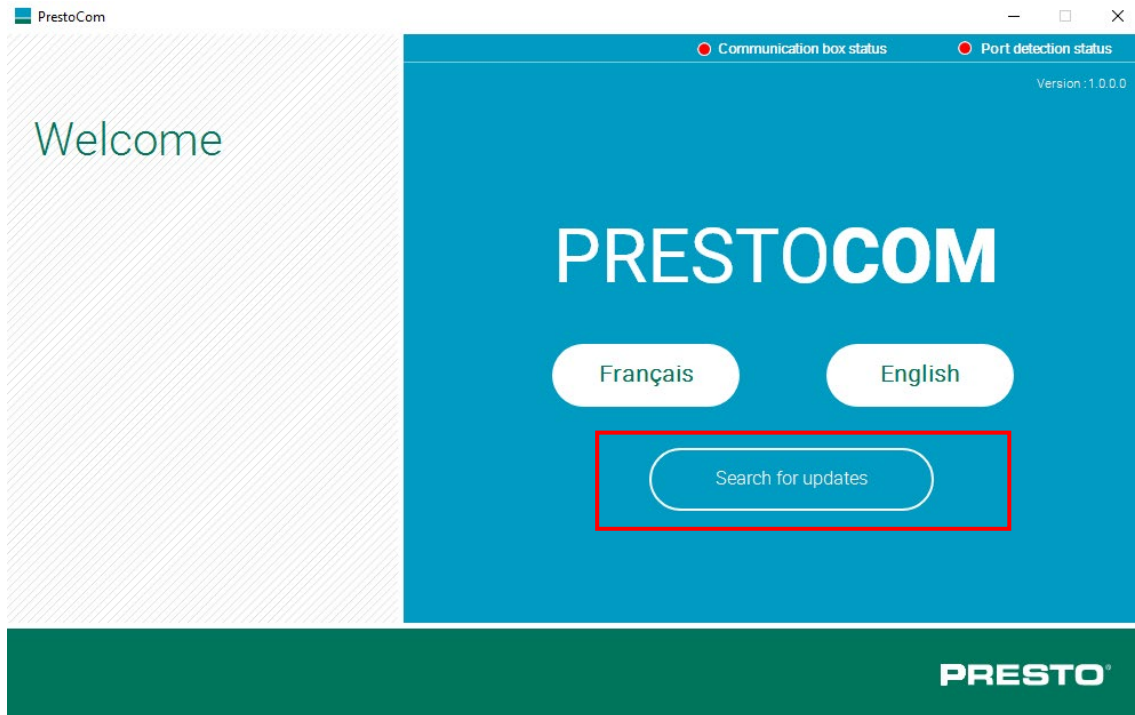 PrestoCom
Communication box status
Port detection status
Version : 1.0.0.0
Welcome
PRESTOCOM
Français
English
Search for updates
PRESTO®